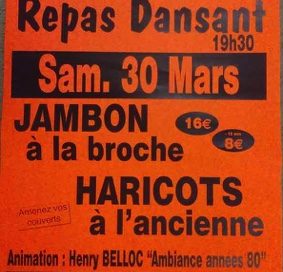 Repas Dansant
19h30
Sam. 30 Mars
JAMBON
16€
à la broche
8€
HARICOTS
à l'ancienne
Amenez vos
couverts
Animation : Henry BELLOC "Ambiance années 80"